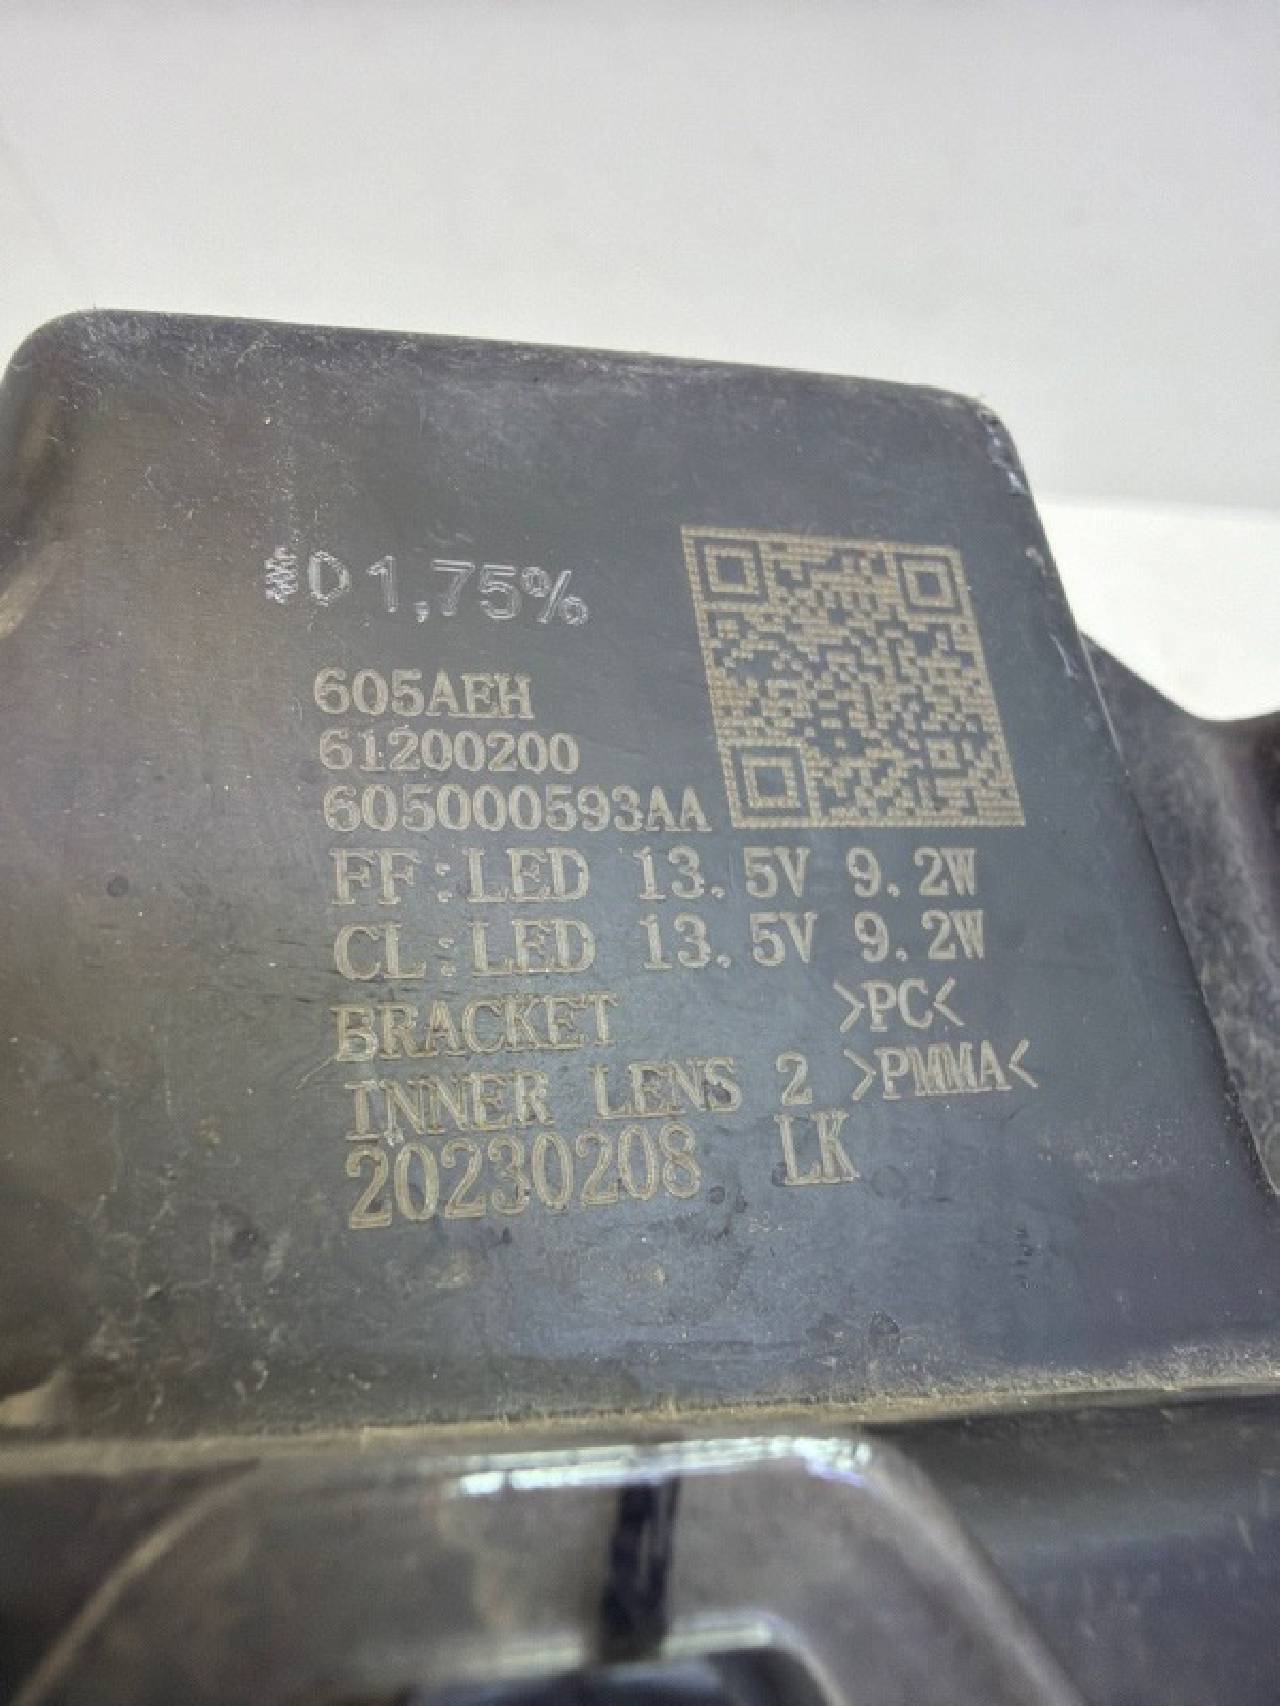 D 1,75%
605AEH
61200200
605000593AA
FF:LED 13.5V 9.2W
CL:LED 13.5V 9.2W
BRACKET >PC<
INNER LENS 2 >PMMA<
20230208 LK